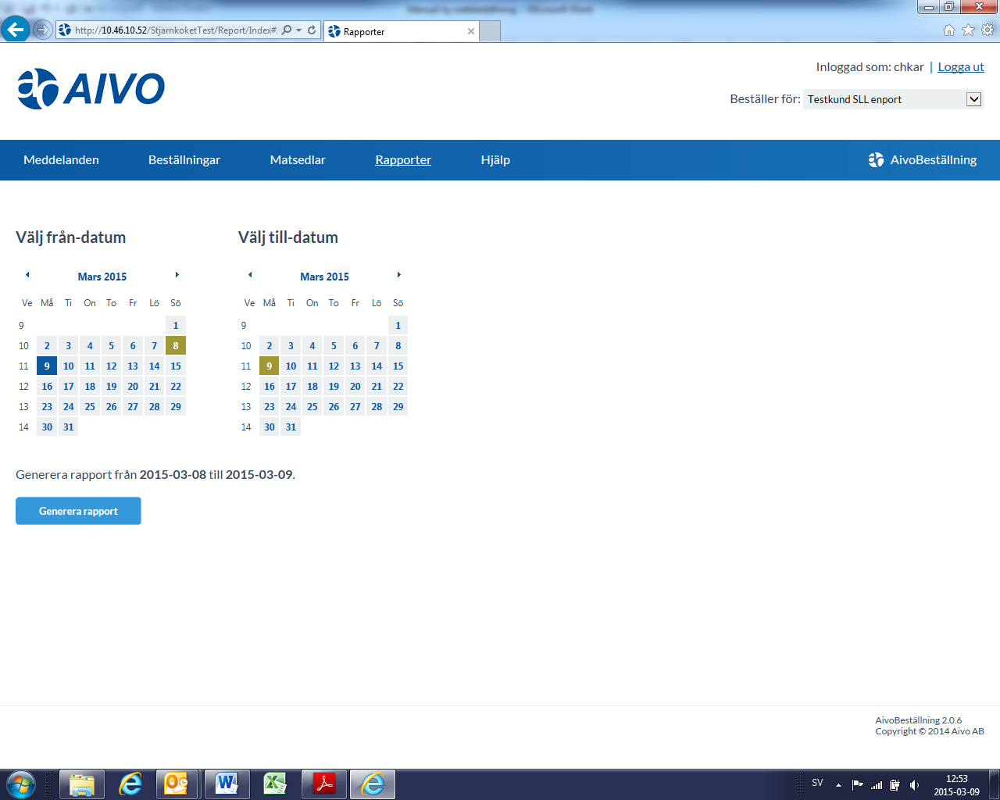 Manual ny webbeställning - Microsoft Word
http://10.46.10.52/StjarnkoketTest/Report/Index#
Rapporter
AIVO
Inloggad som: chkar | Logga ut
Beställer för: Testkund SLL enport
Meddelanden Beställningar Matsedlar Rapporter Hjälp AivoBeställning
Välj från-datum
Mars 2015
Ve Må Ti On To Fr Lö Sö
9 1
10 2 3 4 5 6 7 8
11 9 10 11 12 13 14 15
12 16 17 18 19 20 21 22
13 23 24 25 26 27 28 29
14 30 31
Välj till-datum
Mars 2015
Ve Må Ti On To Fr Lö Sö
9 1
10 2 3 4 5 6 7 8
11 9 10 11 12 13 14 15
12 16 17 18 19 20 21 22
13 23 24 25 26 27 28 29
14 30 31
Generera rapport från 2015-03-08 till 2015-03-09.
Generera rapport
AivoBeställning 2.0.6
Copyright © 2014 Aivo AB
SV
12:53
2015-03-09